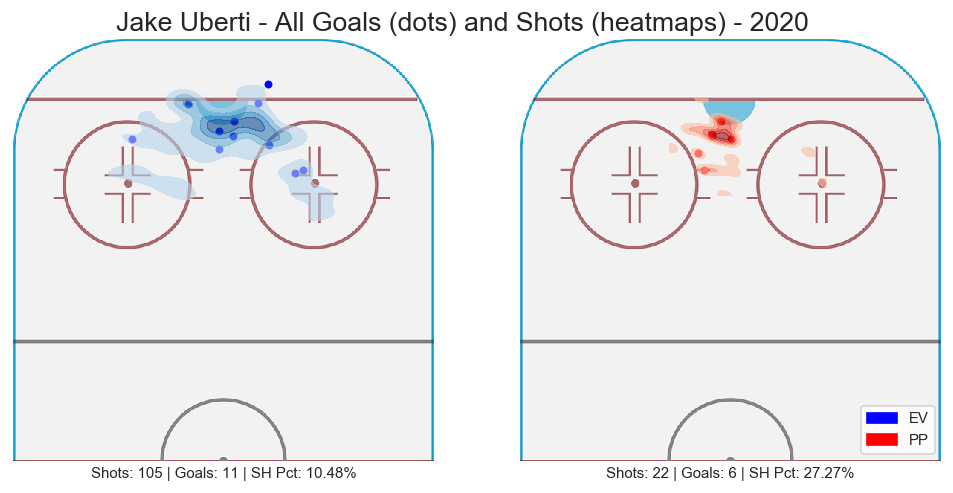 Jake Uberti - All Goals (dots) and Shots (heatmaps) - 2020
EV
PP
Shots: 105 | Goals: 11 | SH Pct: 10.48%
Shots: 22 | Goals: 6 | SH Pct: 27.27%